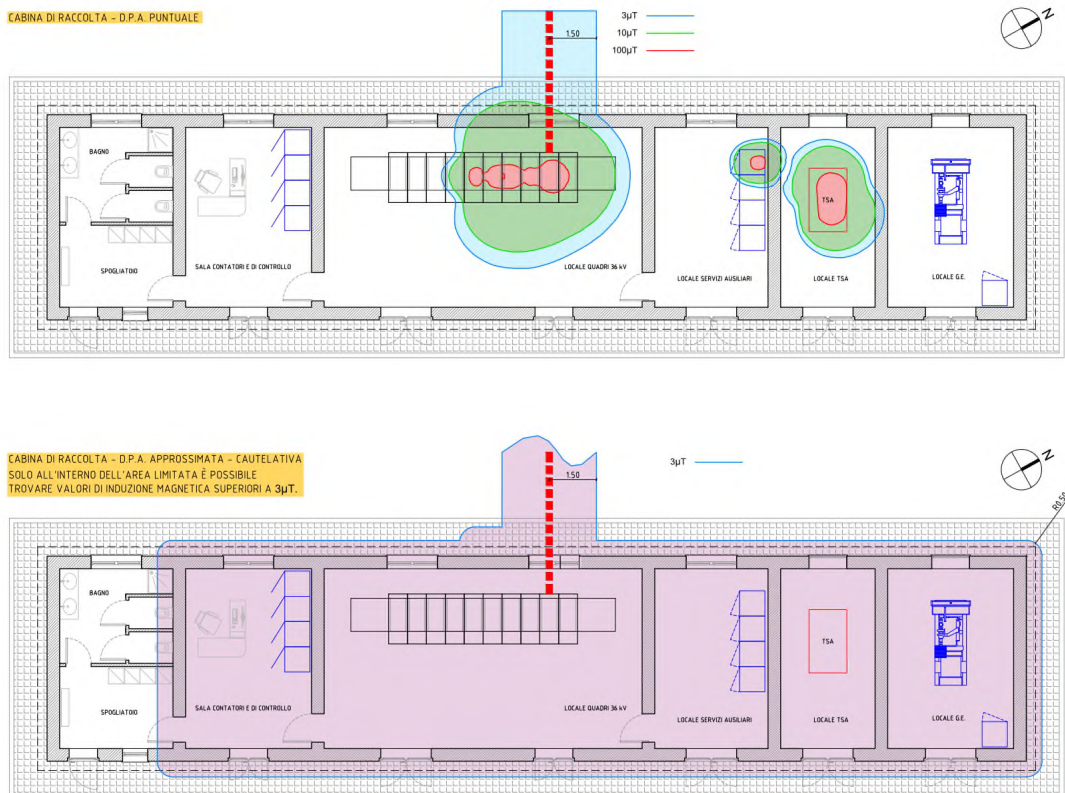 CABINA DI RACCOLTA - D.P.A. PUNTUALE
3μT
10μT
100μT
1.50
N
BAGNO
SPOGLIATOIO
SALA CONTATORI E DI CONTROLLO
LOCALE QUADRI 36 kV
LOCALE SERVIZI AUSILIARI
TSA
LOCALE TSA
LOCALE G.E.
CABINA DI RACCOLTA - D.P.A. APPROSSIMATA - CAUTELATIVA
SOLO ALL'INTERNO DELL'AREA LIMITATA È POSSIBILE
TROVARE VALORI DI INDUZIONE MAGNETICA SUPERIORI A 3μT.
3μT
1.50
N
R0.50
BAGNO
SPOGLIATOIO
SALA CONTATORI E DI CONTROLLO
LOCALE QUADRI 36 kV
LOCALE SERVIZI AUSILIARI
TSA
LOCALE TSA
LOCALE G.E.